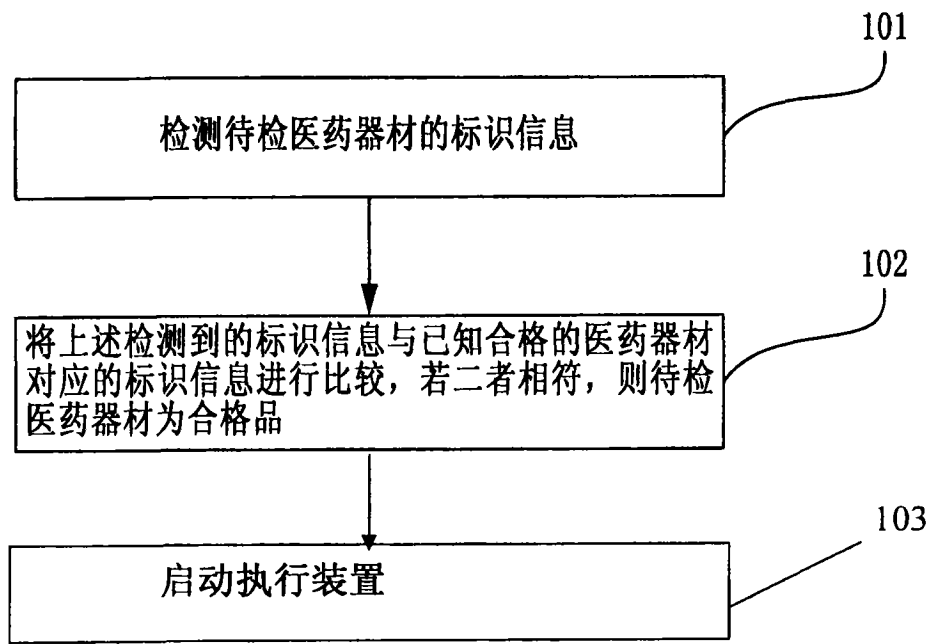 101
检测待检医药器材的标识信息
102
将上述检测到的标识信息与已知合格的医药器材
对应的标识信息进行比较，若二者相符，则待检
医药器材为合格品
103
启动执行装置